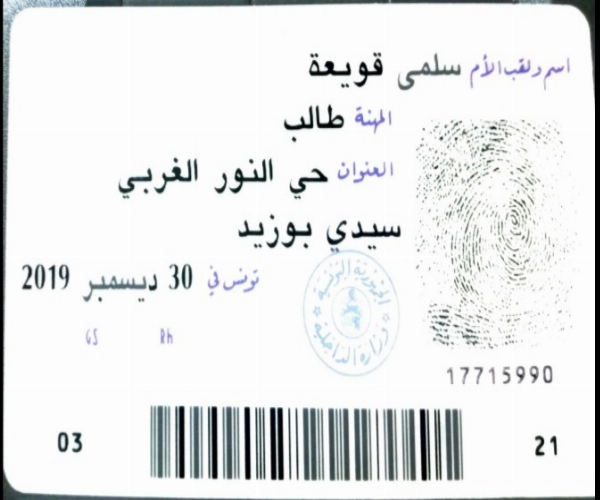 اسم ولقب الأم سلمى قويعة
المهنة طالب
العنوان حي النور الغربي
سيدي بوزيد
تونس في 30 ديسمبر 2019
GS Rh
الجمهورية التونسية
وزارة الداخلية
17715990
03 21